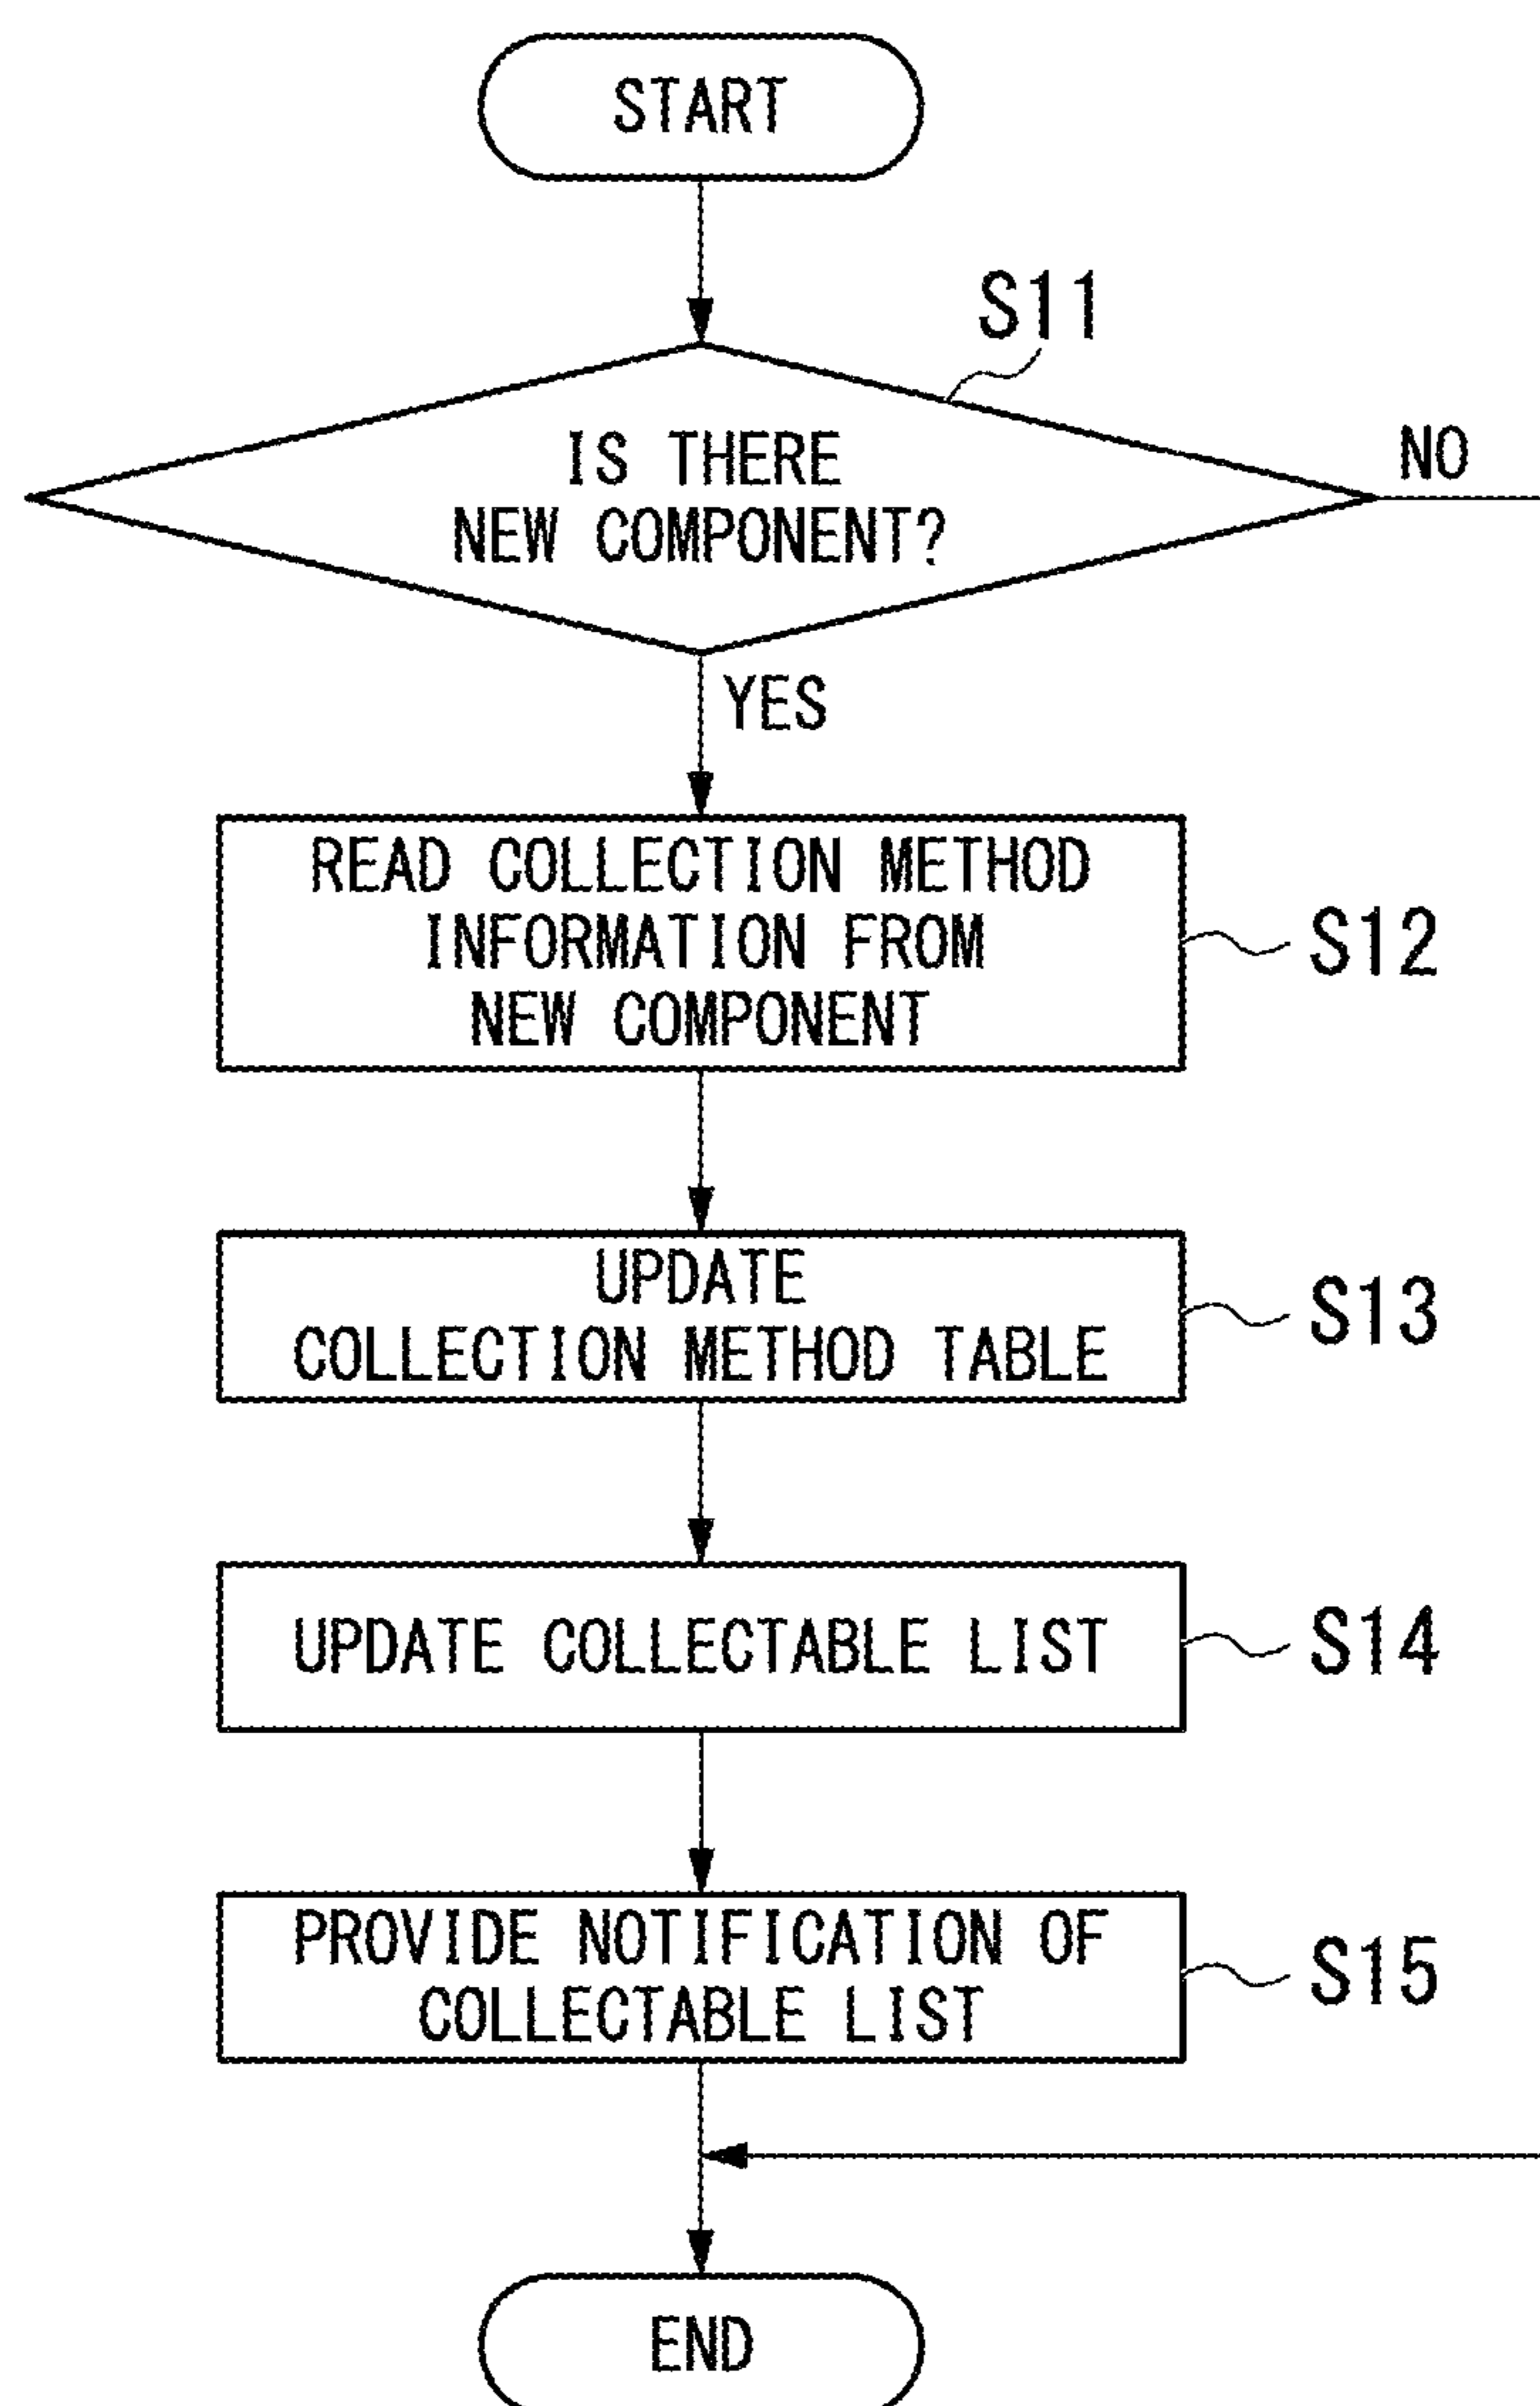 START
S11
IS THERE
NEW COMPONENT?
NO
YES
READ COLLECTION METHOD
INFORMATION FROM
NEW COMPONENT
S12
UPDATE
COLLECTION METHOD TABLE
S13
UPDATE COLLECTABLE LIST
S14
PROVIDE NOTIFICATION OF
COLLECTABLE LIST
S15
END